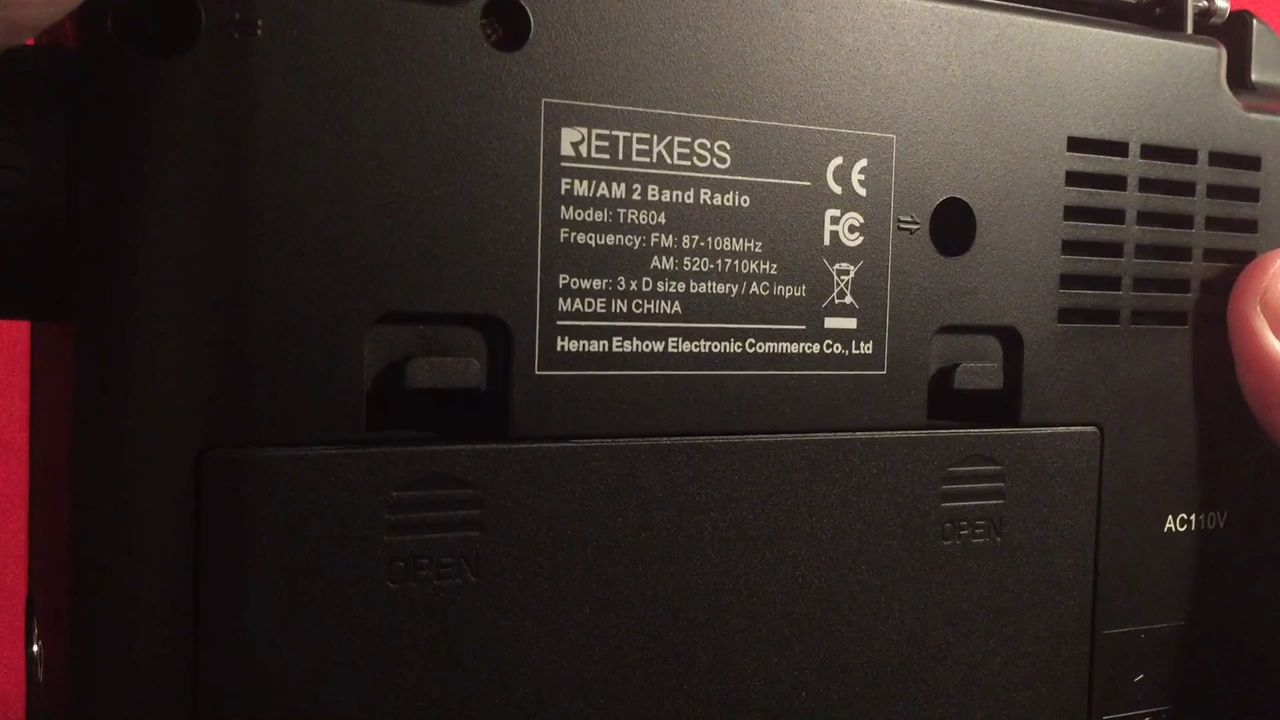 RETEKESS
FM/AM 2 Band Radio
Model: TR604
Frequency: FM: 87-108MHz
AM: 520-1710KHz
Power: 3 x D size battery / AC input
MADE IN CHINA
Henan Eshow Electronic Commerce Co., Ltd
CE
FC
OPEN
OPEN
AC110V